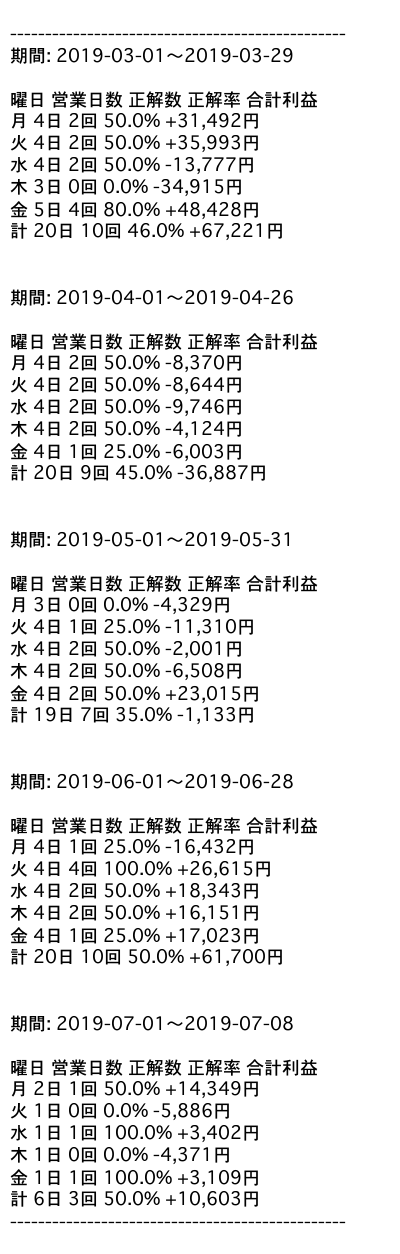 ------------------------------------------------
期間: 2019-03-01〜2019-03-29
曜日 営業日数 正解数 正解率 合計利益
月 4日 2回 50.0% +31,492円
火 4日 2回 50.0% +35,993円
水 4日 2回 50.0% -13,777円
木 3日 0回 0.0% -34,915円
金 5日 4回 80.0% +48,428円
計 20日 10回 46.0% +67,221円
期間: 2019-04-01〜2019-04-26
曜日 営業日数 正解数 正解率 合計利益
月 4日 2回 50.0% -8,370円
火 4日 2回 50.0% -8,644円
水 4日 2回 50.0% -9,746円
木 4日 2回 50.0% -4,124円
金 4日 1回 25.0% -6,003円
計 20日 9回 45.0% -36,887円
期間: 2019-05-01〜2019-05-31
曜日 営業日数 正解数 正解率 合計利益
月 3日 0回 0.0% -4,329円
火 4日 1回 25.0% -11,310円
水 4日 2回 50.0% -2,001円
木 4日 2回 50.0% -6,508円
金 4日 2回 50.0% +23,015円
計 19日 7回 35.0% -1,133円
期間: 2019-06-01〜2019-06-28
曜日 営業日数 正解数 正解率 合計利益
月 4日 1回 25.0% -16,432円
火 4日 4回 100.0% +26,615円
水 4日 2回 50.0% +18,343円
木 4日 2回 50.0% +16,151円
金 4日 1回 25.0% +17,023円
計 20日 10回 50.0% +61,700円
期間: 2019-07-01〜2019-07-08
曜日 営業日数 正解数 正解率 合計利益
月 2日 1回 50.0% +14,349円
火 1日 0回 0.0% -5,886円
水 1日 1回 100.0% +3,402円
木 1日 0回 0.0% -4,371円
金 1日 1回 100.0% +3,109円
計 6日 3回 50.0% +10,603円
------------------------------------------------